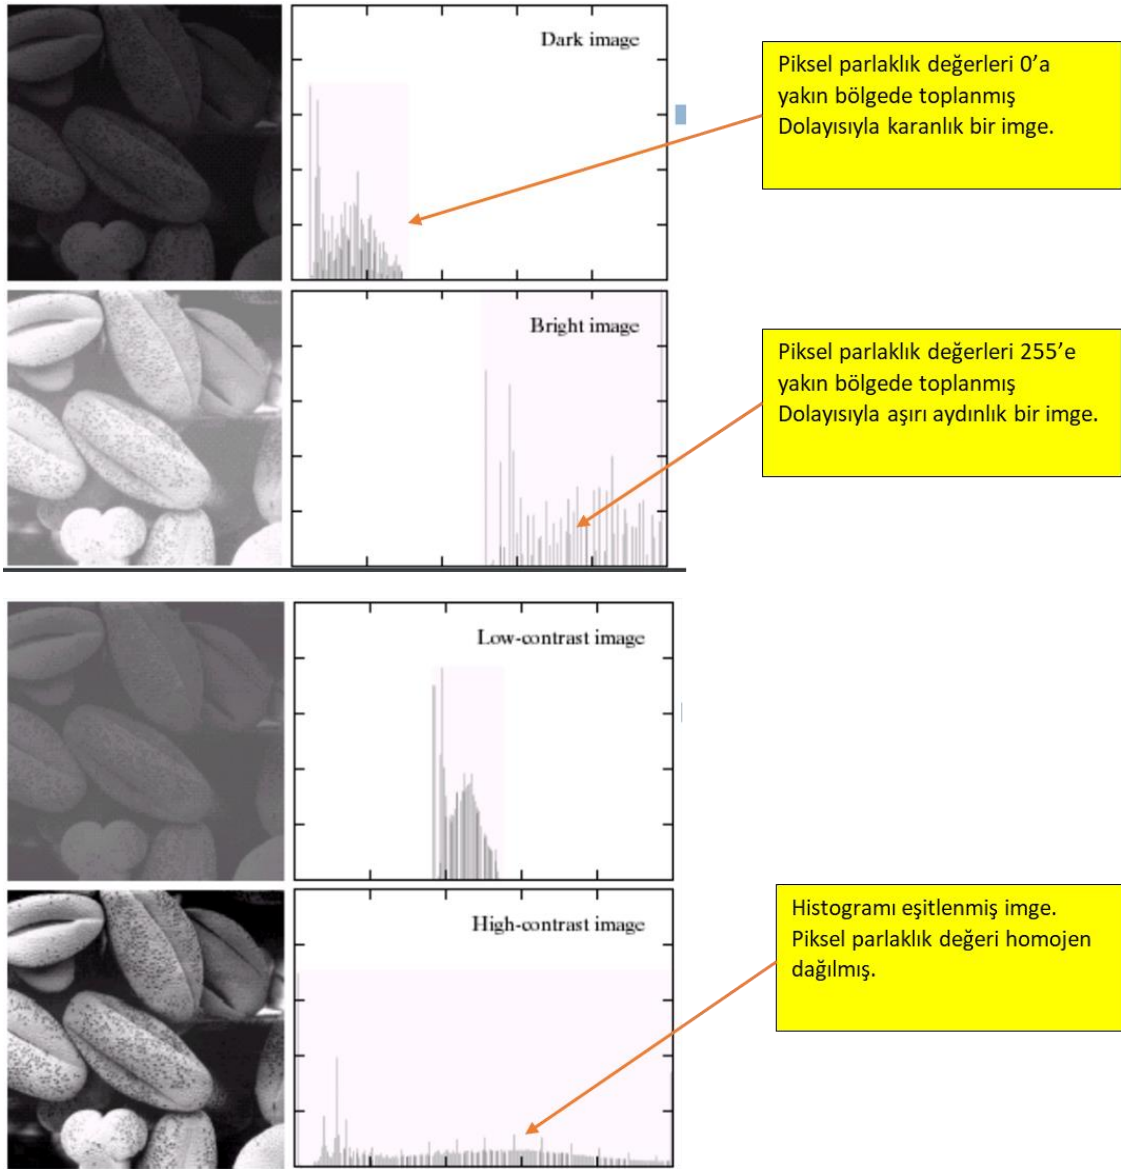 Dark image
Piksel parlaklık değerleri 0’a
yakın bölgede toplanmış
Dolayısıyla karanlık bir imge.
Bright image
Piksel parlaklık değerleri 255’e
yakın bölgede toplanmış
Dolayısıyla aşırı aydınlık bir imge.
Low-contrast image
High-contrast image
Histogramı eşitlenmiş imge.
Piksel parlaklık değeri homojen
dağılmış.